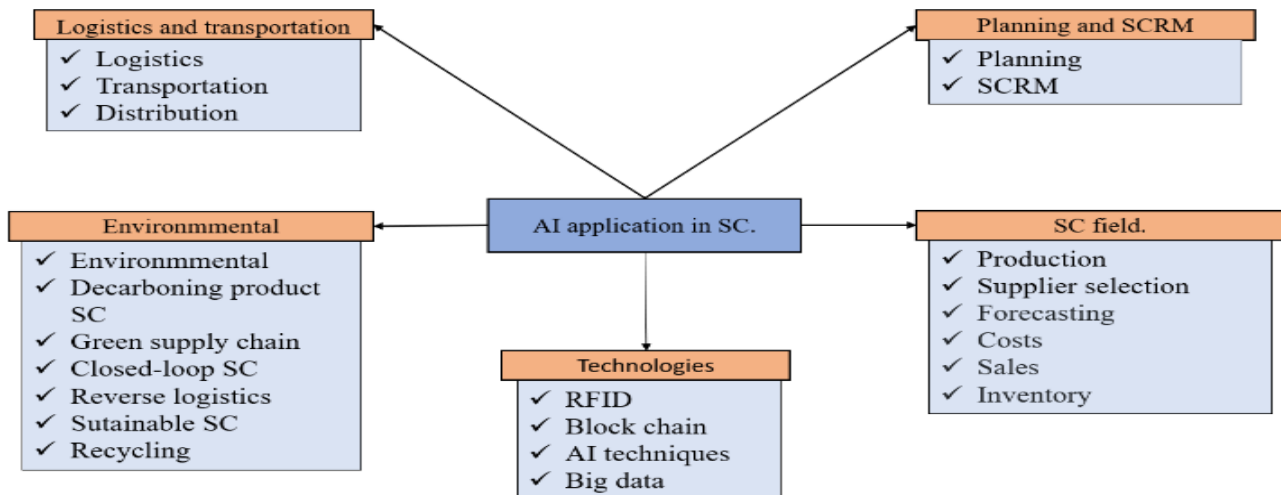 Logistics and transportation
✓ Logistics
✓ Transportation
✓ Distribution
Planning and SCRM
✓ Planning
✓ SCRM
AI application in SC.
Environmmental
✓ Environmmental
✓ Decarboning product
SC
✓ Green supply chain
✓ Closed-loop SC
✓ Reverse logistics
✓ Sutainable SC
✓ Recycling
SC field.
✓ Production
✓ Supplier selection
✓ Forecasting
✓ Costs
✓ Sales
✓ Inventory
Technologies
✓ RFID
✓ Block chain
✓ AI techniques
✓ Big data